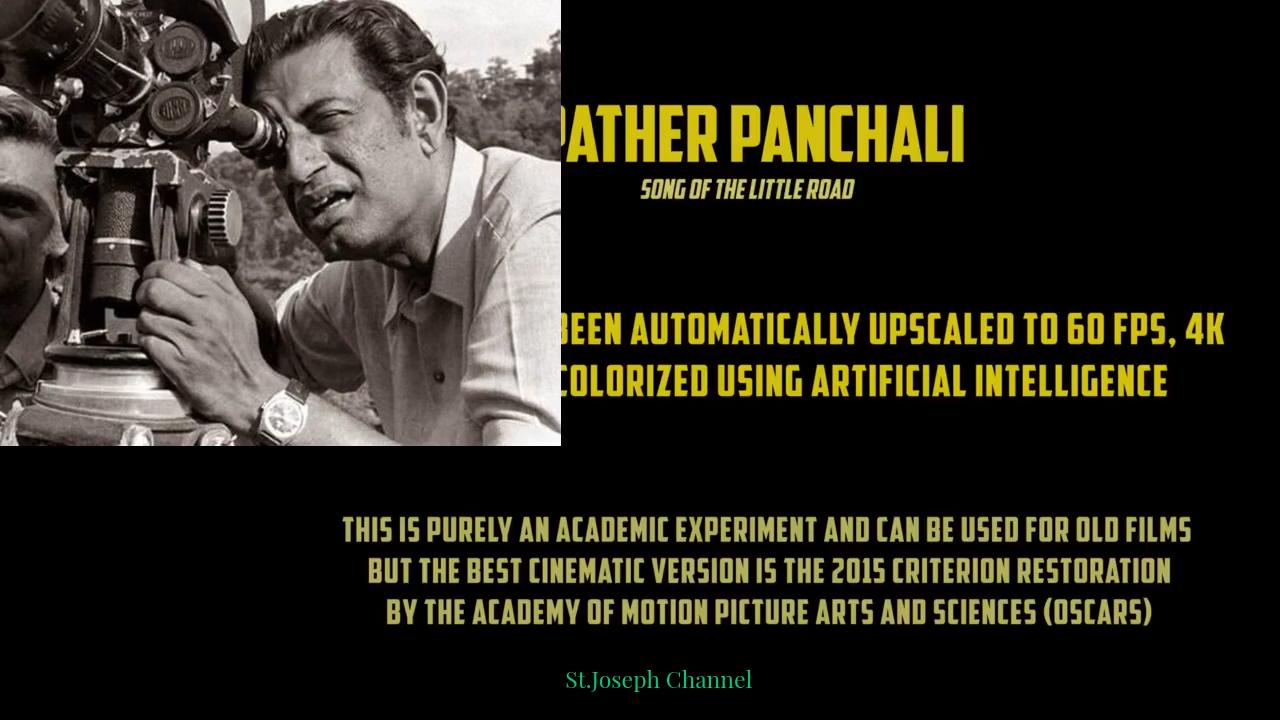 PATHER PANCHALI
SONG OF THE LITTLE ROAD
BEEN AUTOMATICALLY UPSCALED TO 60 FPS, 4K
COLORIZED USING ARTIFICIAL INTELLIGENCE
THIS IS PURELY AN ACADEMIC EXPERIMENT AND CAN BE USED FOR OLD FILMS
BUT THE BEST CINEMATIC VERSION IS THE 2015 CRITERION RESTORATION
BY THE ACADEMY OF MOTION PICTURE ARTS AND SCIENCES (OSCARS)
St.Joseph Channel